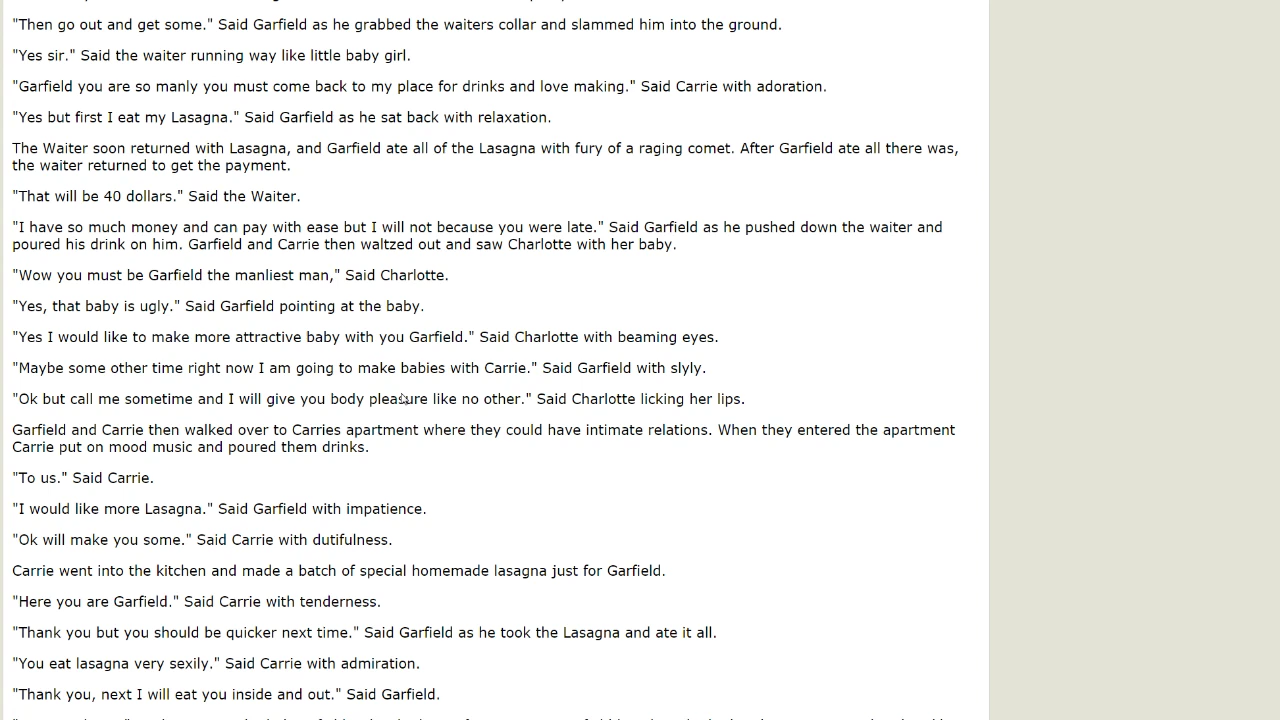 "Then go out and get some." Said Garfield as he grabbed the waiters collar and slammed him into the ground.
"Yes sir." Said the waiter running way like little baby girl.
"Garfield you are so manly you must come back to my place for drinks and love making." Said Carrie with adoration.
"Yes but first I eat my Lasagna." Said Garfield as he sat back with relaxation.
The Waiter soon returned with Lasagna, and Garfield ate all of the Lasagna with fury of a raging comet. After Garfield ate all there was,
the waiter returned to get the payment.
"That will be 40 dollars." Said the Waiter.
"I have so much money and can pay with ease but I will not because you were late." Said Garfield as he pushed down the waiter and
poured his drink on him. Garfield and Carrie then waltzed out and saw Charlotte with her baby.
"Wow you must be Garfield the manliest man," Said Charlotte.
"Yes, that baby is ugly." Said Garfield pointing at the baby.
"Yes I would like to make more attractive baby with you Garfield." Said Charlotte with beaming eyes.
"Maybe some other time right now I am going to make babies with Carrie." Said Garfield with slyly.
"Ok but call me sometime and I will give you body pleasure like no other." Said Charlotte licking her lips.
Garfield and Carrie then walked over to Carries apartment where they could have intimate relations. When they entered the apartment
Carrie put on mood music and poured them drinks.
"To us." Said Carrie.
"I would like more Lasagna." Said Garfield with impatience.
"Ok will make you some." Said Carrie with dutifulness.
Carrie went into the kitchen and made a batch of special homemade lasagna just for Garfield.
"Here you are Garfield." Said Carrie with tenderness.
"Thank you but you should be quicker next time." Said Garfield as he took the Lasagna and ate it all.
"You eat lasagna very sexily." Said Carrie with admiration.
"Thank you, next I will eat you inside and out." Said Garfield.